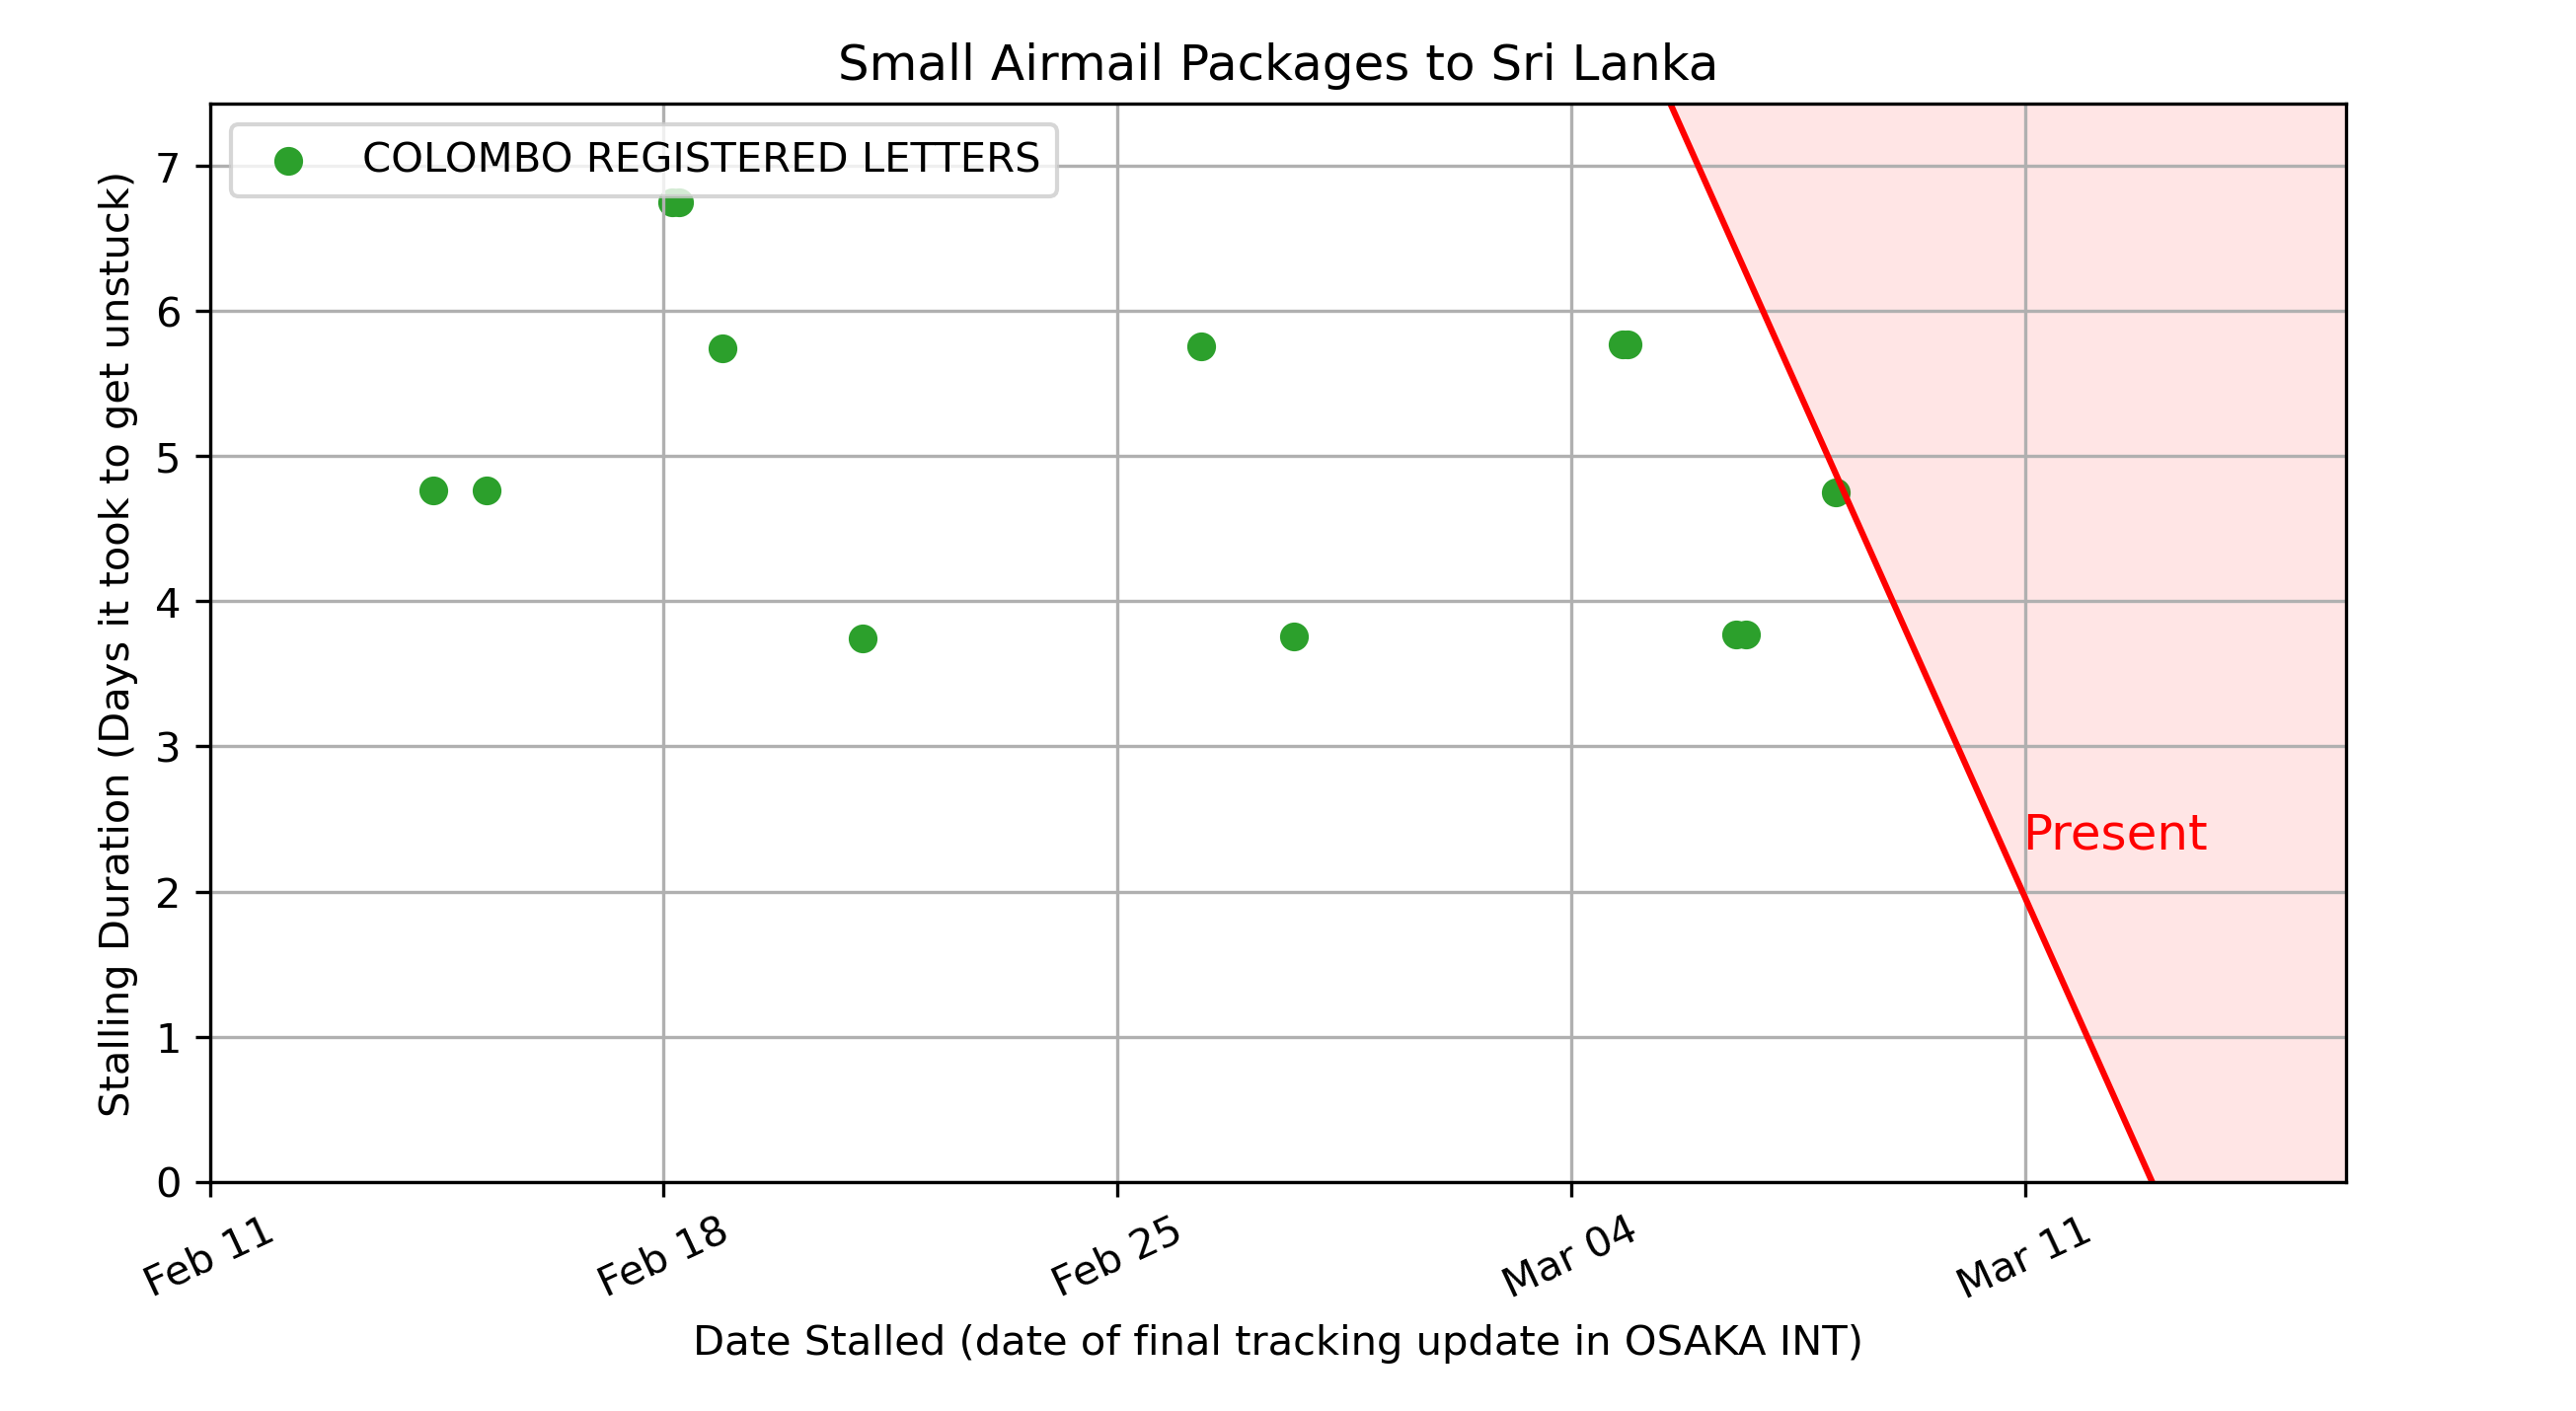 Small Airmail Packages to Sri Lanka
COLOMBO REGISTERED LETTERS
Stalling Duration (Days it took to get unstuck)
7
6
5
4
3
2
1
0
Present
Feb 11
Feb 18
Feb 25
Mar 04
Mar 11
Date Stalled (date of final tracking update in OSAKA INT)